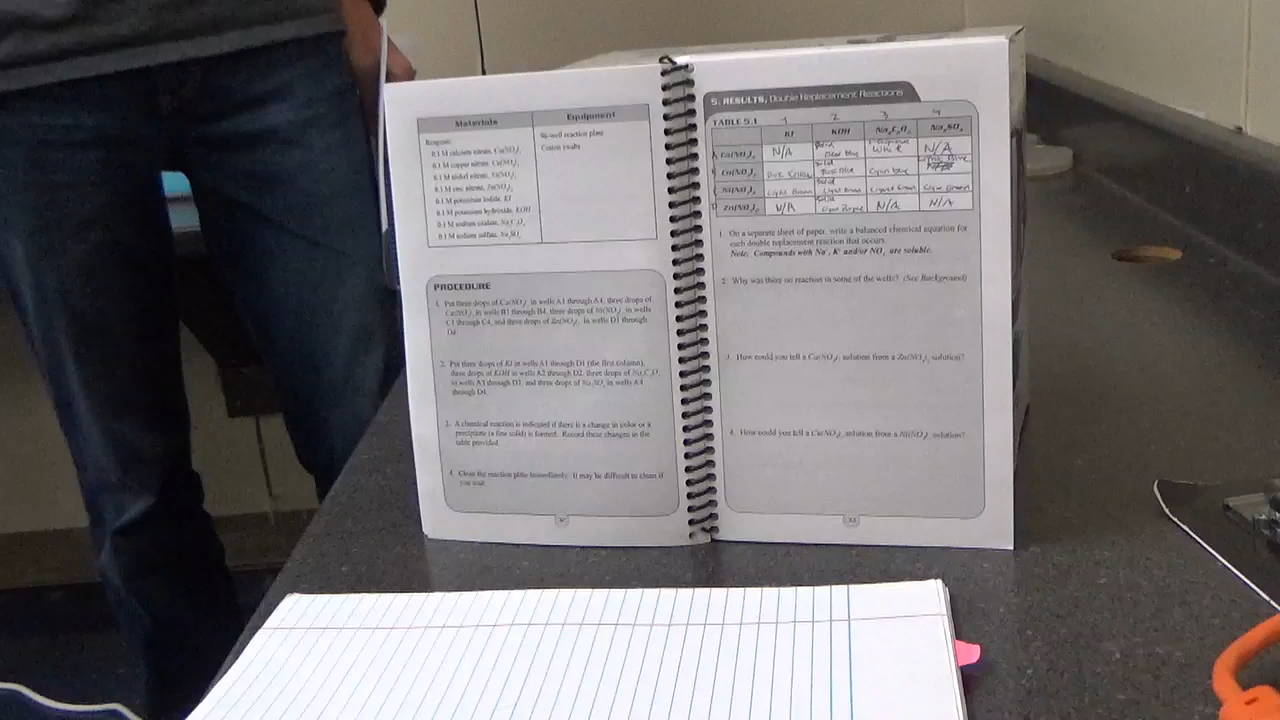 Materials
Equipment
Reagents:
0.1 M calcium nitrate, Ca(NO₃)₂
0.1 M copper nitrate, Cu(NO₃)₂
0.1 M nickel nitrate, Ni(NO₃)₂
0.1 M zinc nitrate, Zn(NO₃)₂
0.1 M potassium iodide, KI
0.1 M potassium hydroxide, KOH
0.1 M sodium oxalate, Na₂C₂O₄
0.1 M sodium sulfate, Na₂SO₄
96-well reaction plate
Cotton swabs
PROCEDURE
1. Put three drops of Ca(NO₃)₂ in wells A1 through A4, three drops of
Cu(NO₃)₂ in wells B1 through B4, three drops of Ni(NO₃)₂ in wells
C1 through C4, and three drops of Zn(NO₃)₂ in wells D1 through
D4.
2. Put three drops of KI in wells A1 through D1 (the first column),
three drops of KOH in wells A2 through D2, three drops of Na₂C₂O₄
in wells A3 through D3, and three drops of Na₂SO₄ in wells A4
through D4.
3. A chemical reaction is indicated if there is a change in color or a
precipitate (a fine solid) is formed. Record these changes in the
table provided.
4. Clean the reaction plate immediately. It may be difficult to clean if
you wait.
5. RESULTS, Double Replacement Reactions
TABLE 5.1 1 2 3 4
KI KOH Na₂C₂O₄ Na₂SO₄
Ca(NO₃)₂ N/A Clear blue White N/A
Cu(NO₃)₂ Solid Cyan blue
Ni(NO₃)₂ Light Brown Solid Light Green
Zn(NO₃)₂ N/A Solid N/A N/A
1. On a separate sheet of paper, write a balanced chemical equation for
each double replacement reaction that occurs.
Note: Compounds with Na⁺, K⁺ and/or NO₃⁻ are soluble.
2. Why was there no reaction in some of the wells? (See Background)
3. How could you tell a Ca(NO₃)₂ solution from a Zn(NO₃)₂ solution?
4. How could you tell a Cu(NO₃)₂ solution from a Ni(NO₃)₂ solution?